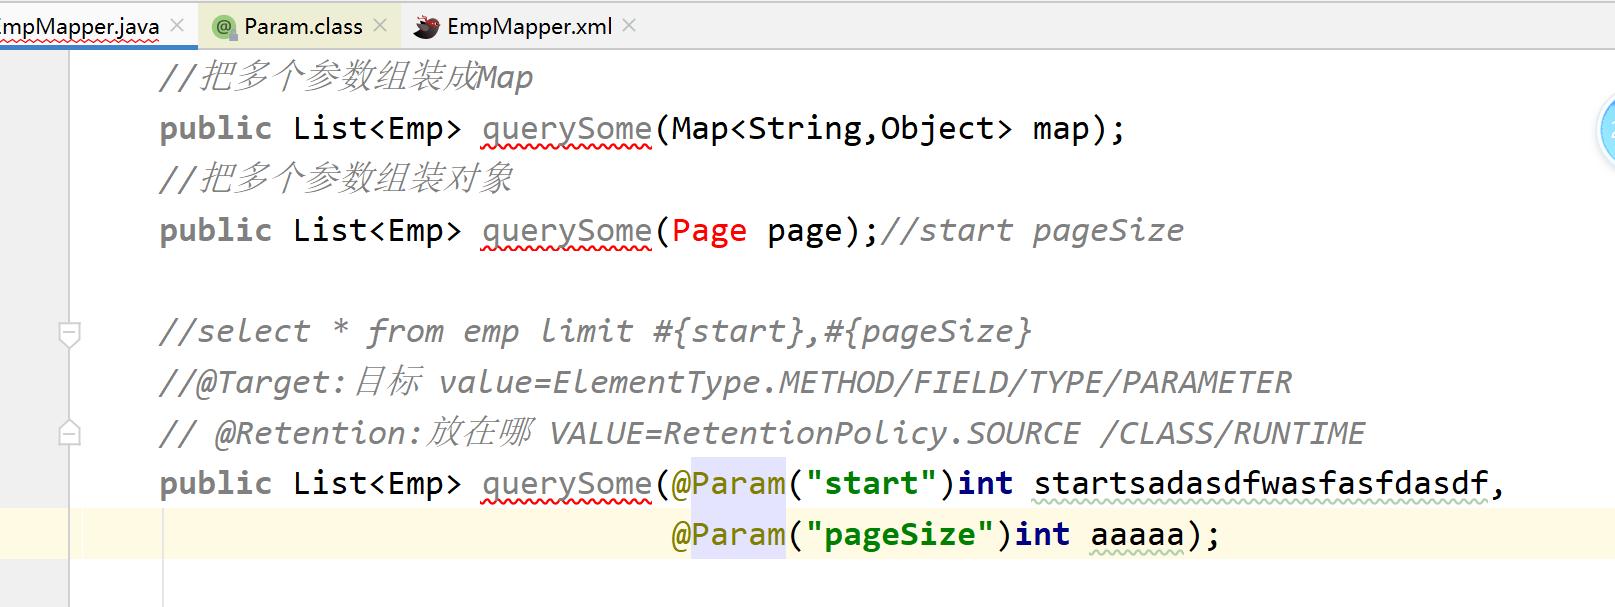 EmpMapper.java Param.class EmpMapper.xml
//把多个参数组装成Map
public List<Emp> querySome(Map<String,Object> map);
//把多个参数组装对象
public List<Emp> querySome(Page page);//start pageSize
//select * from emp limit #{start},#{pageSize}
//@Target:目标 value=ElementType.METHOD/FIELD/TYPE/PARAMETER
// @Retention:放在哪 VALUE=RetentionPolicy.SOURCE /CLASS/RUNTIME
public List<Emp> querySome(@Param("start")int startsadasdfwasfasfdasdf,
@Param("pageSize")int aaaaa);